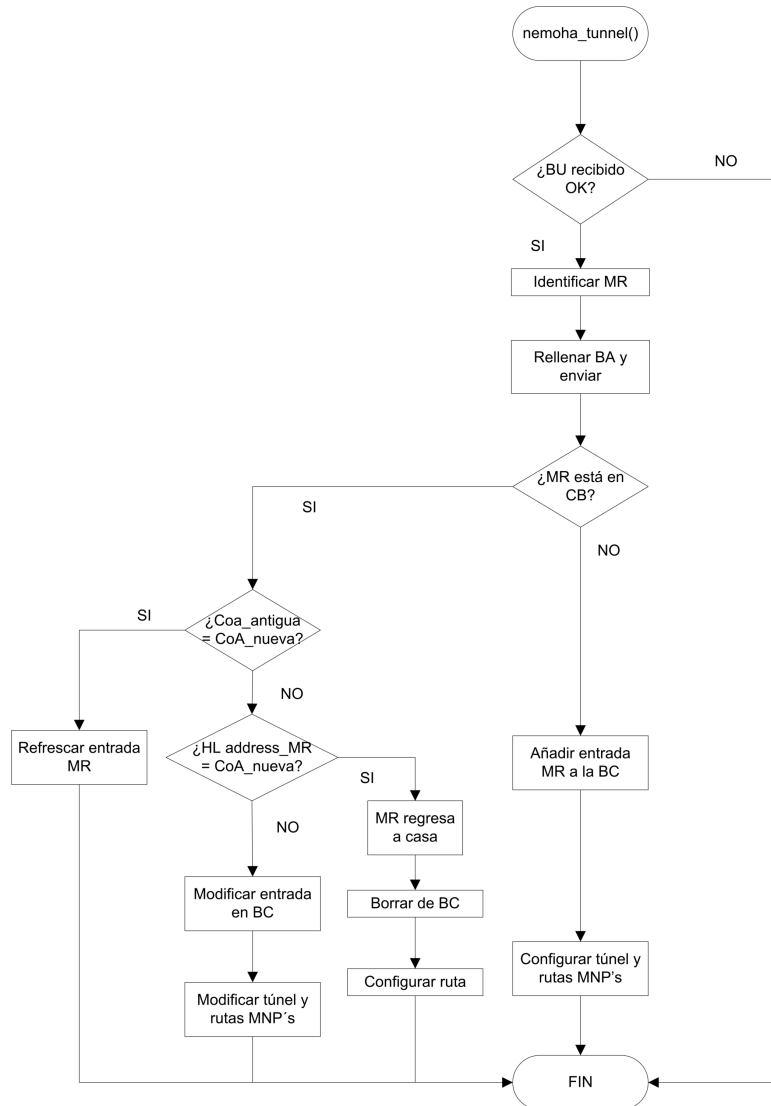 nemoha_tunnel()
¿BU recibido
OK?
NO
SI
Identificar MR
Rellenar BA y
enviar
¿MR está en
CB?
SI
NO
¿Coa_antigua
= CoA_nueva?
SI
NO
Refrescar entrada
MR
¿HL address_MR
= CoA_nueva?
SI
NO
Añadir entrada
MR a la BC
MR regresa
a casa
Modificar entrada
en BC
Borrar de BC
Configurar túnel y
rutas MNP's
Configurar ruta
Modificar túnel y
rutas MNP´s
FIN